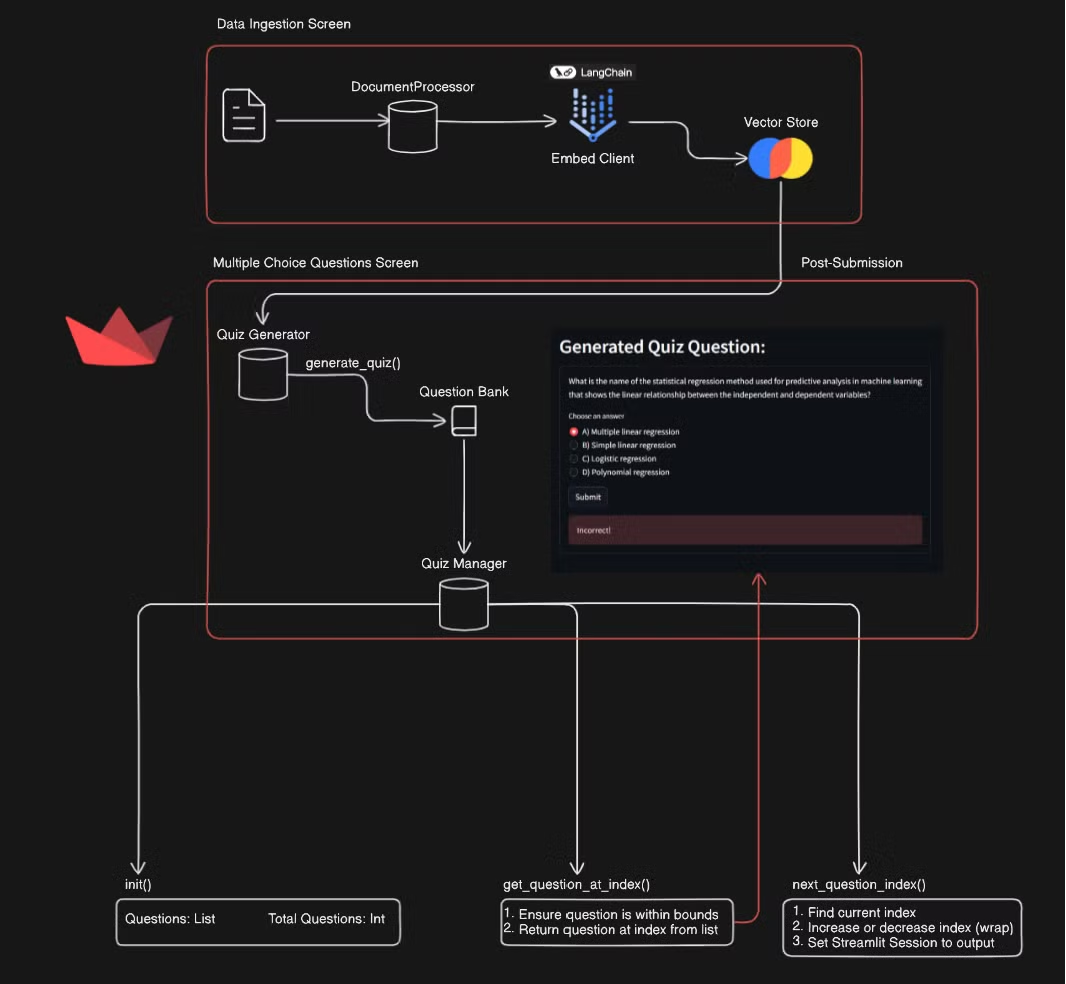 Data Ingestion Screen
LangChain
DocumentProcessor
Vector Store
Embed Client
Multiple Choice Questions Screen
Post-Submission
Quiz Generator
generate_quiz()
Question Bank
Generated Quiz Question:
What is the name of the statistical regression method used for predictive analysis in machine learning
that shows the linear relationship between the independent and dependent variables?
Choose an answer
A) Multiple linear regression
B) Simple linear regression
C) Logistic regression
D) Polynomial regression
Submit
Incorrect!
Quiz Manager
init()
Questions: List
Total Questions: Int
get_question_at_index()
1. Ensure question is within bounds
2. Return question at index from list
next_question_index()
1. Find current index
2. Increase or decrease index (wrap)
3. Set Streamlit Session to output